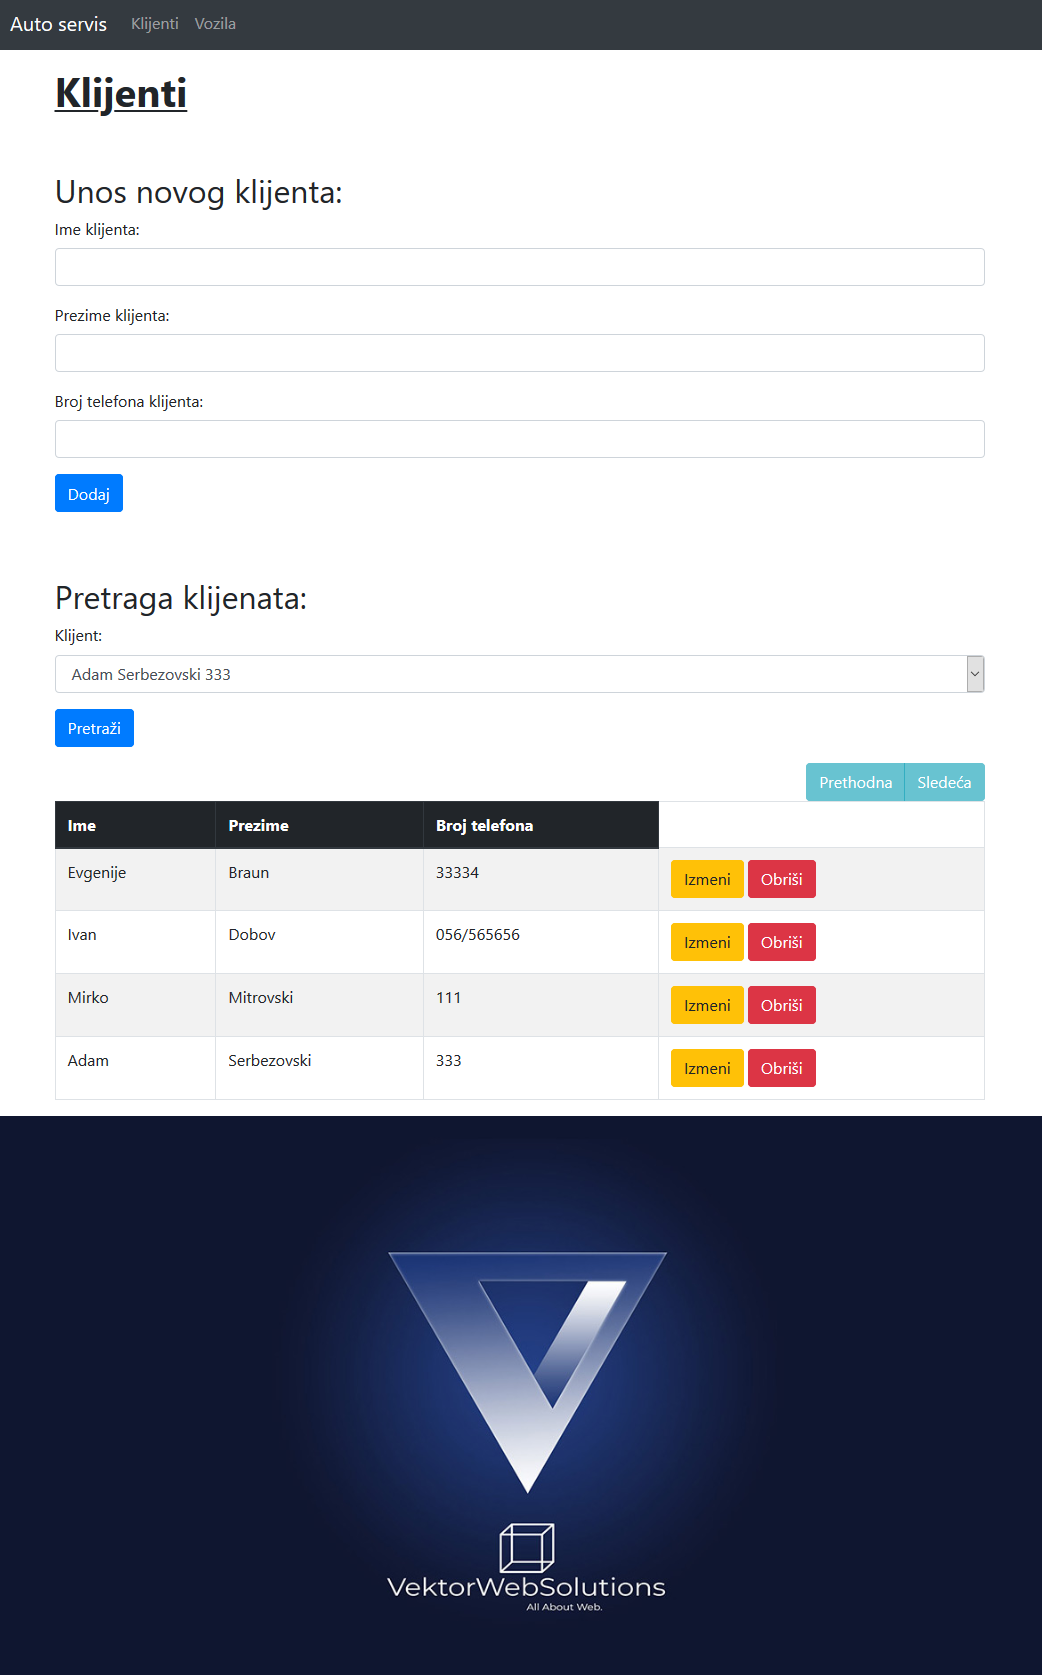 Auto servis Klijenti Vozila
Klijenti
Unos novog klijenta:
Ime klijenta:
Prezime klijenta:
Broj telefona klijenta:
Dodaj
Pretraga klijenata:
Klijent:
Adam Serbezovski 333
Pretraži
Prethodna Sledeća
Ime Prezime Broj telefona
Evgenije Braun 33334 Izmeni Obriši
Ivan Dobov 056/565656 Izmeni Obriši
Mirko Mitrovski 111 Izmeni Obriši
Adam Serbezovski 333 Izmeni Obriši
VektorWebSolutions
All About Web.